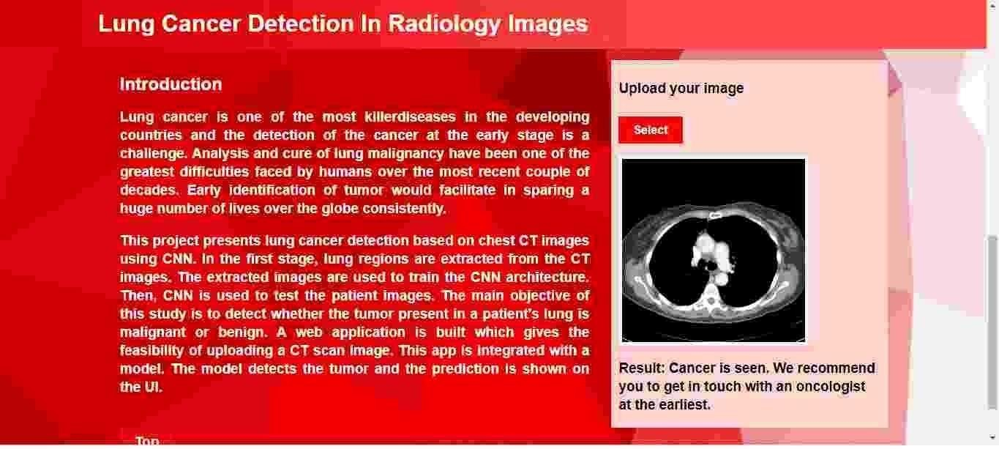 Lung Cancer Detection In Radiology Images
Introduction
Lung cancer is one of the most killerdiseases in the developing
countries and the detection of the cancer at the early stage is a
challenge. Analysis and cure of lung malignancy have been one of the
greatest difficulties faced by humans over the most recent couple of
decades. Early identification of tumor would facilitate in sparing a
huge number of lives over the globe consistently.
This project presents lung cancer detection based on chest CT images
using CNN. In the first stage, lung regions are extracted from the CT
images. The extracted images are used to train the CNN architecture.
Then, CNN is used to test the patient images. The main objective of
this study is to detect whether the tumor present in a patient's lung is
malignant or benign. A web application is built which gives the
feasibility of uploading a CT scan image. This app is integrated with a
model. The model detects the tumor and the prediction is shown on
the UI.
Top
Upload your image
Select
Result: Cancer is seen. We recommend
you to get in touch with an oncologist
at the earliest.